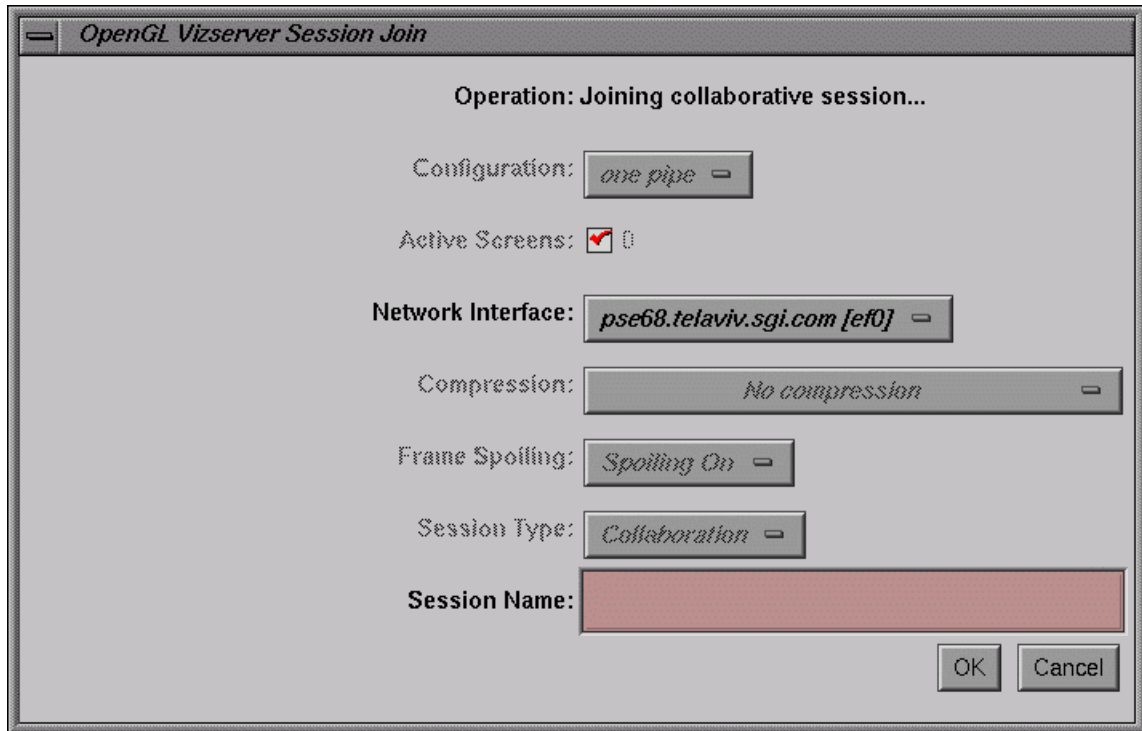 OpenGL Vizserver Session Join
Operation: Joining collaborative session...
Configuration: one pipe
Active Screens: 0
Network Interface: pse68.telaviv.sgi.com [ef0]
Compression: No compression
Frame Spoiling: Spoiling On
Session Type: Collaboration
Session Name:
OK Cancel